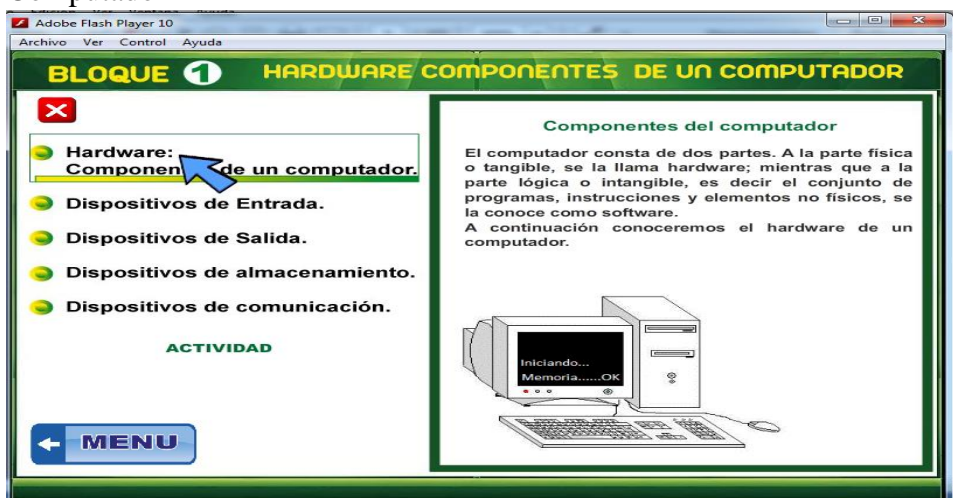 Adobe Flash Player 10
Archivo Ver Control Ayuda
BLOQUE 1 HARDWARE COMPONENTES DE UN COMPUTADOR
Hardware:
Componen de un computador.
Dispositivos de Entrada.
Dispositivos de Salida.
Dispositivos de almacenamiento.
Dispositivos de comunicación.
ACTIVIDAD
MENU
Componentes del computador
El computador consta de dos partes. A la parte física
o tangible, se la llama hardware; mientras que a la
parte lógica o intangible, es decir el conjunto de
programas, instrucciones y elementos no físicos, se
la conoce como software.
A continuación conoceremos el hardware de un
computador.
Iniciando...
Memoria......OK